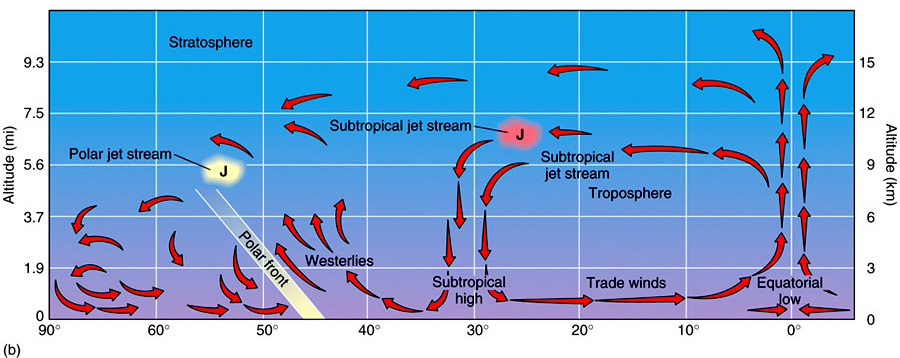 Stratosphere
9.3
15
7.5
12
Subtropical jet stream
J
Polar jet stream
J
5.6
9
Subtropical
jet stream
Troposphere
3.7
6
Polar front
Westerlies
1.9
3
Subtropical
high
Trade winds
Equatorial
low
0
0
90°
60°
50°
40°
30°
20°
10°
0°
Altitude (mi)
Altitude (km)
(b)